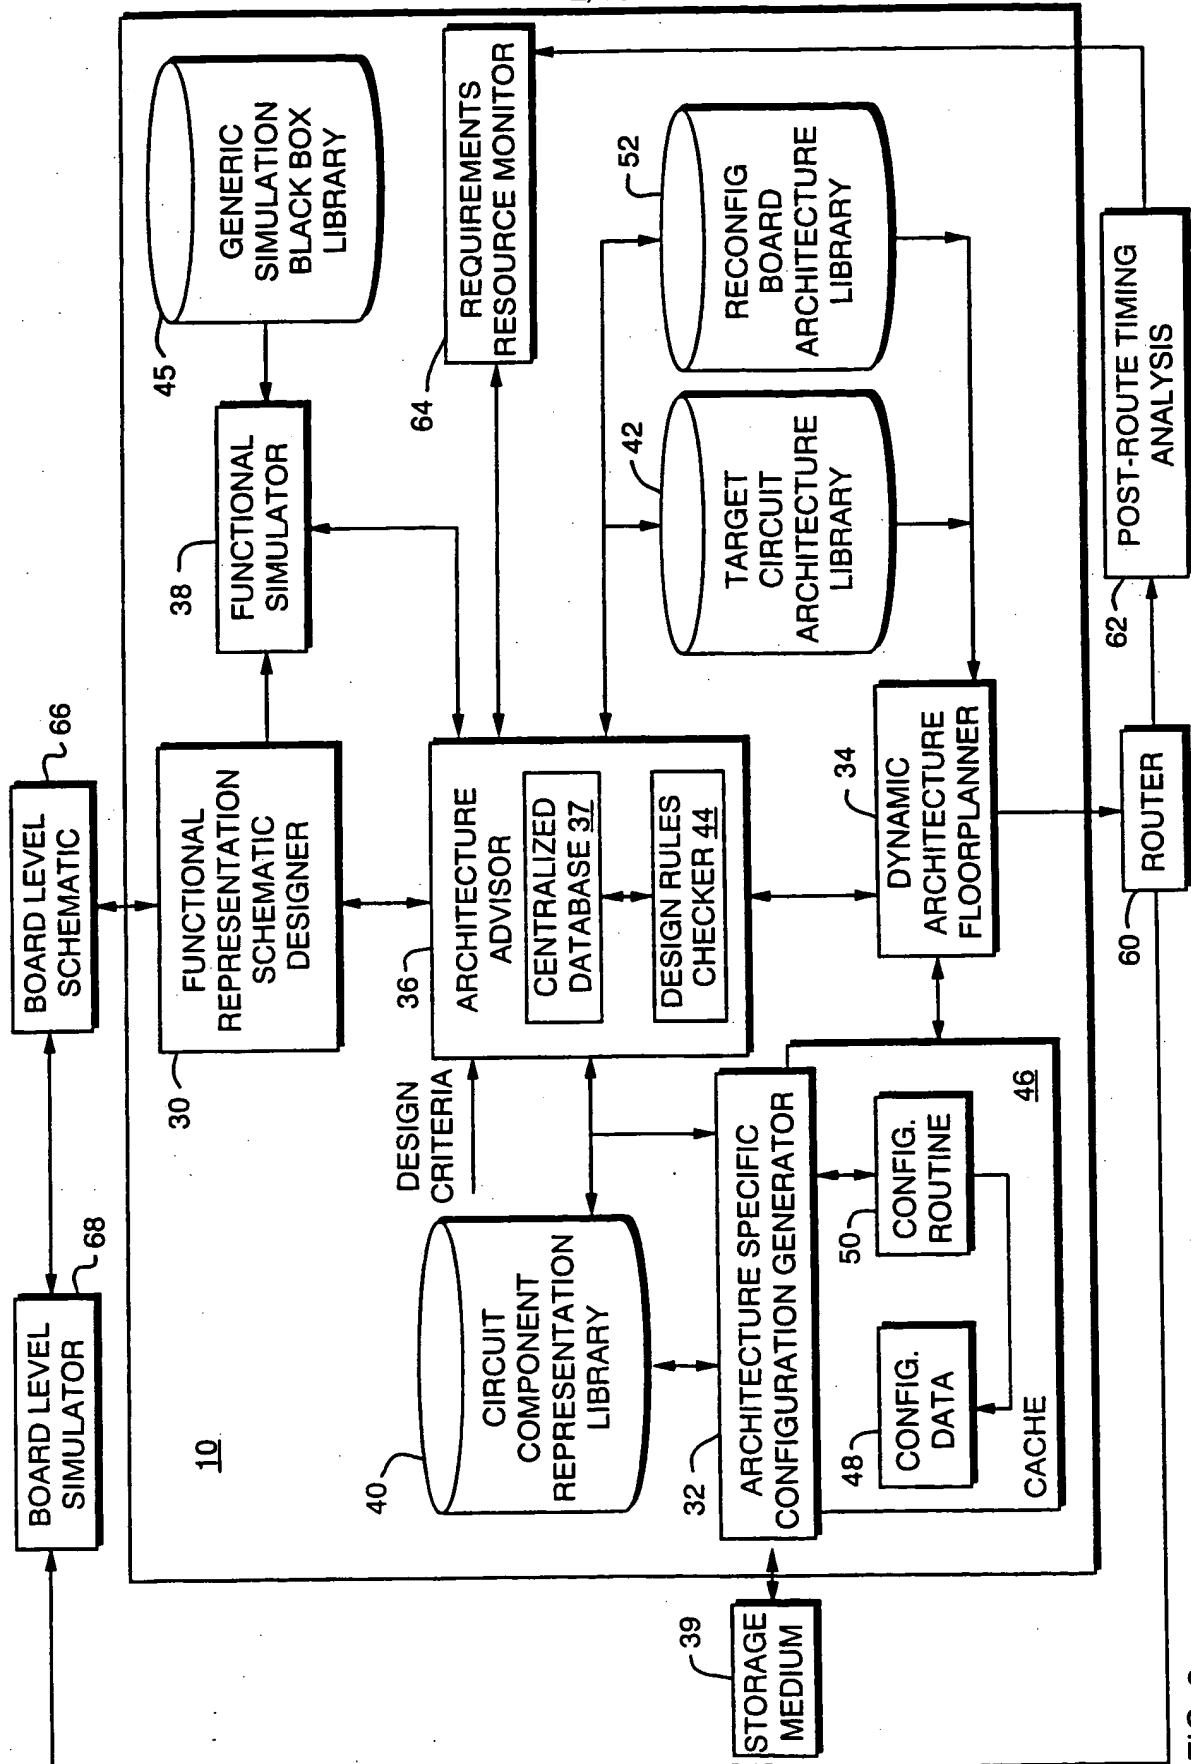 68
BOARD LEVEL
SIMULATOR
BOARD LEVEL
SCHEMATIC
66
10
30
FUNCTIONAL
REPRESENTATION
SCHEMATIC
DESIGNER
38
FUNCTIONAL
SIMULATOR
45
GENERIC
SIMULATION
BLACK BOX
LIBRARY
40
CIRCUIT
COMPONENT
REPRESENTATION
LIBRARY
DESIGN
CRITERIA
36
ARCHITECTURE
ADVISOR
CENTRALIZED
DATABASE 37
DESIGN RULES
CHECKER 44
64
REQUIREMENTS
RESOURCE MONITOR
42
TARGET
CIRCUIT
ARCHITECTURE
LIBRARY
52
RECONFIG
BOARD
ARCHITECTURE
LIBRARY
39
STORAGE
MEDIUM
32
ARCHITECTURE SPECIFIC
CONFIGURATION GENERATOR
48
CONFIG.
DATA
50
CONFIG.
ROUTINE
46
CACHE
34
DYNAMIC
ARCHITECTURE
FLOORPLANNER
60
ROUTER
62
POST-ROUTE TIMING
ANALYSIS